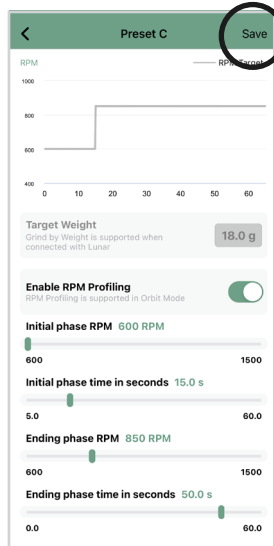 Preset C
Save
RPM
RPM Target
1000
800
600
400
0 10 20 30 40 50 60
Target Weight
Grind by Weight is supported when
connected with Lunar
18.0 g
Enable RPM Profiling
RPM Profiling is supported in Orbit Mode
Initial phase RPM 600 RPM
600 1500
Initial phase time in seconds 15.0 s
5.0 60.0
Ending phase RPM 850 RPM
600 1500
Ending phase time in seconds 50.0 s
0.0 60.0